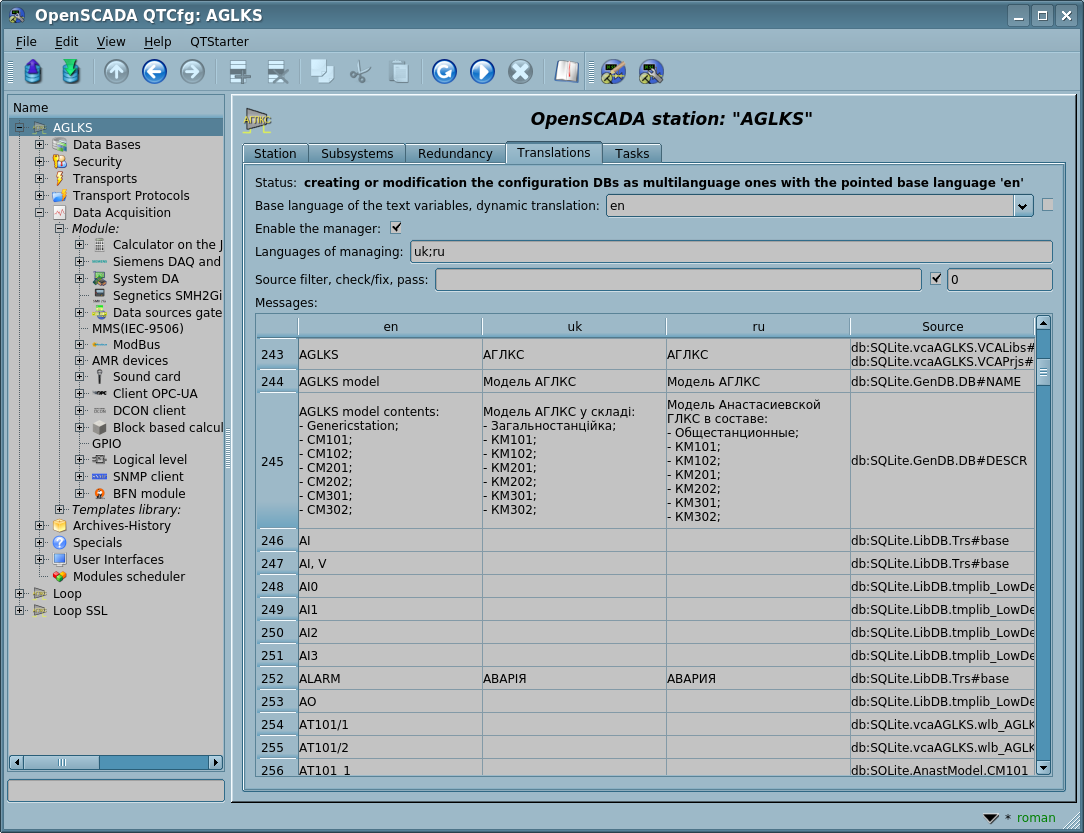 OpenSCADA QTCfg: AGLKS
File Edit View Help QTStarter
Name
AGLKS
Data Bases
Security
Transports
Transport Protocols
Data Acquisition
Module:
Calculator on the J
Siemens DAQ and
System DA
Segnetics SMH2Gi
Data sources gate
MMS(IEC-9506)
ModBus
AMR devices
Sound card
Client OPC-UA
DCON client
Block based calcul
GPIO
Logical level
SNMP client
BFN module
Templates library:
Archives-History
Specials
User Interfaces
Modules scheduler
Loop
Loop SSL
АГЛКС
OpenSCADA station: "AGLKS"
Station Subsystems Redundancy Translations Tasks
Status: creating or modification the configuration DBs as multilanguage ones with the pointed base language 'en'
Base language of the text variables, dynamic translation: en
Enable the manager:
Languages of managing: uk;ru
Source filter, check/fix, pass: 0
Messages:
en uk ru Source
243 AGLKS АГЛКС АГЛКС db:SQLite.vcaAGLKS.VCALibs#
db:SQLite.vcaAGLKS.VCAPrjs#
244 AGLKS model Модель АГЛКС Модель АГЛКС db:SQLite.GenDB.DB#NAME
245
AGLKS model contents:
- Genericstation;
- CM101;
- CM102;
- CM201;
- CM202;
- CM301;
- CM302;
Модель АГЛКС у складі:
- Загальностанційка;
- КМ101;
- КМ102;
- КМ201;
- КМ202;
- КМ301;
- КМ302;
Модель Анастасиевской
ГЛКС в составе:
- Общестанционные;
- КМ101;
- КМ102;
- КМ201;
- КМ202;
- КМ301;
- КМ302;
db:SQLite.GenDB.DB#DESCR
246 AI db:SQLite.LibDB.Trs#base
247 AI, V db:SQLite.LibDB.Trs#base
248 AI0 db:SQLite.LibDB.tmplib_LowDe
249 AI1 db:SQLite.LibDB.tmplib_LowDe
250 AI2 db:SQLite.LibDB.tmplib_LowDe
251 AI3 db:SQLite.LibDB.tmplib_LowDe
252 ALARM АВАРІЯ АВАРИЯ db:SQLite.LibDB.Trs#base
253 AO db:SQLite.LibDB.tmplib_LowDe
254 AT101/1 db:SQLite.vcaAGLKS.wlb_AGLK
255 AT101/2 db:SQLite.vcaAGLKS.wlb_AGLK
256 AT101_1 db:SQLite.AnastModel.CM101
* roman